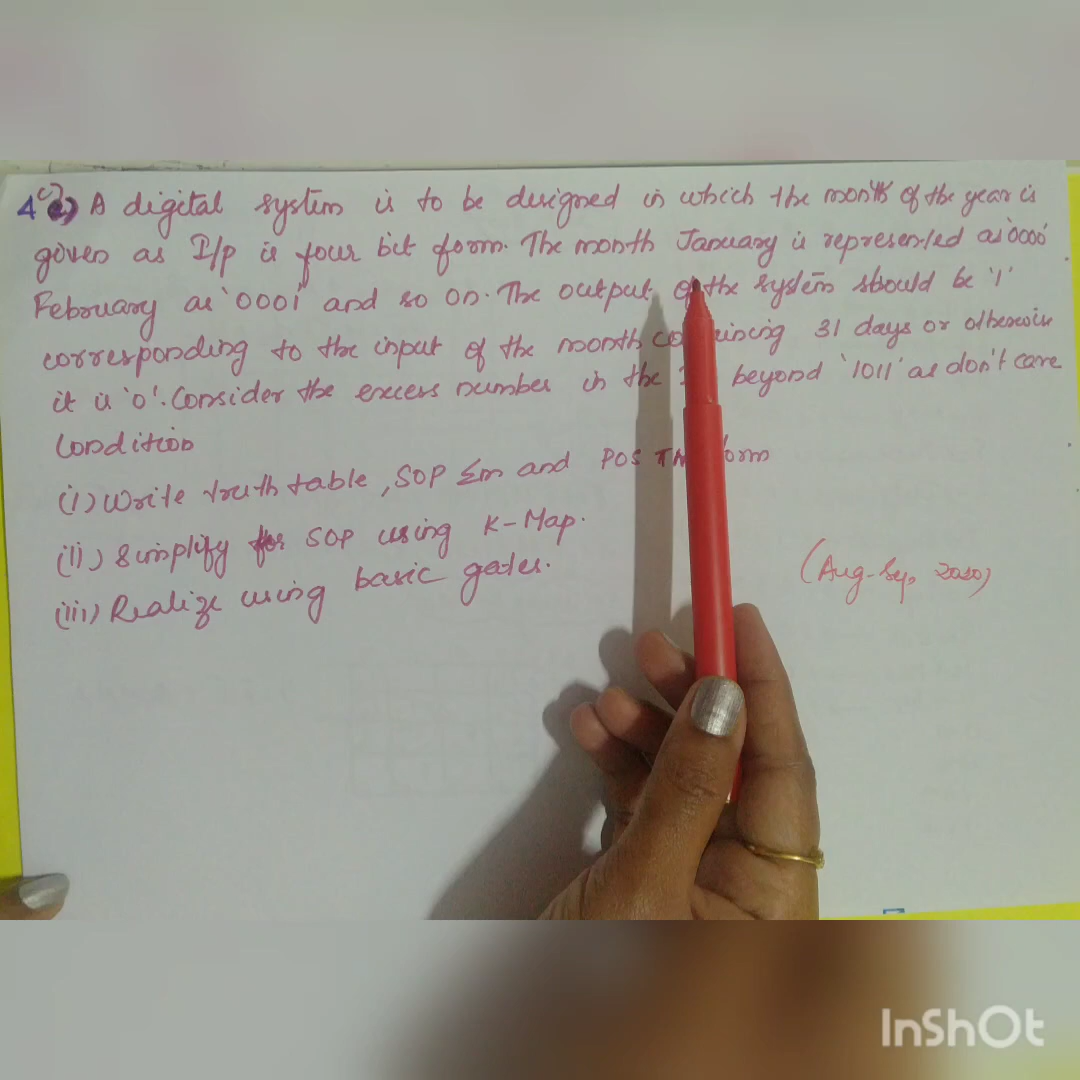 4 c) A digital system is to be designed in which the month of the year is
given as I/p is four bit form. The month January is represented as '0000'
February as '0001' and so on. The output of the system should be '1'
corresponding to the input of the month containing 31 days or otherwise
it is '0'. Consider the excess number in the beyond '1011' as don't care
Condition
(i) Write truth table, SOP Σm and POS form
(ii) Simplify for SOP using K-Map.
(iii) Realize using basic gates.
(Aug-Sep 2020)
InShOt